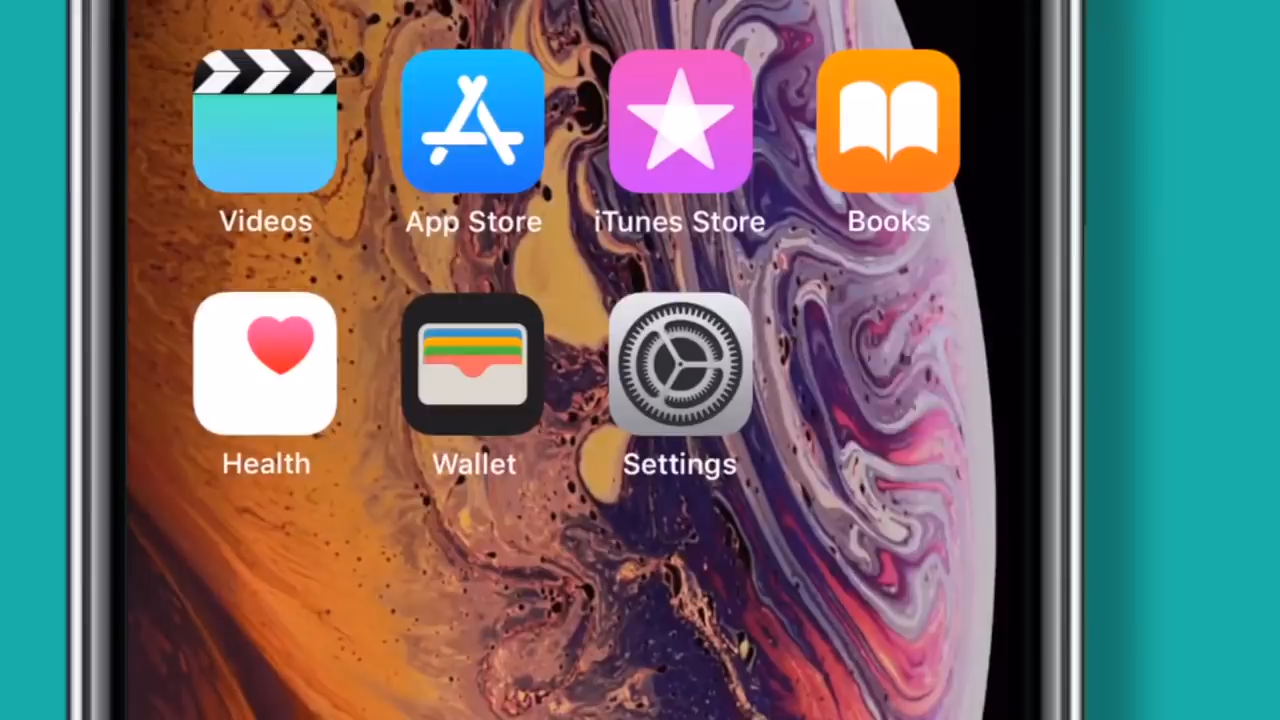 Videos
App Store
iTunes Store
Books
Health
Wallet
Settings